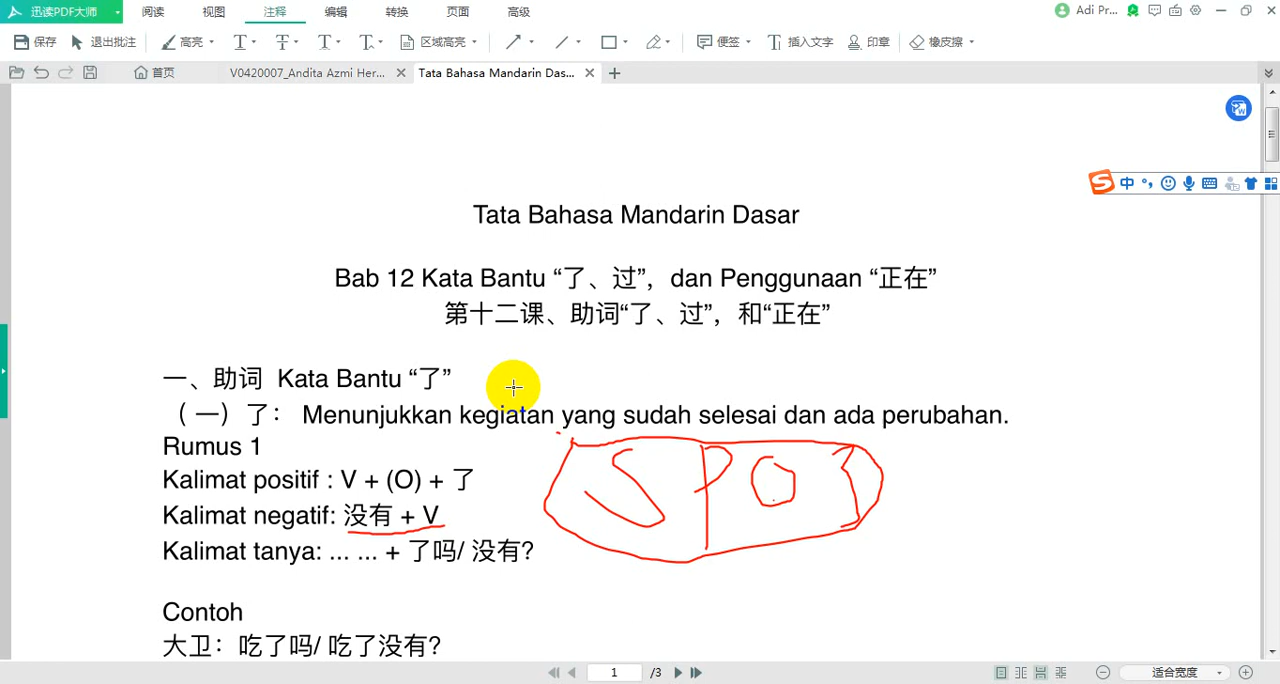 迅读PDF大师 阅读 视图 注释 编辑 转换 页面 高级 Adi Pr...
保存 退出批注 高亮 区域高亮 便签 插入文字 印章 橡皮擦
首页 V0420007_Andita Azmi Her... Tata Bahasa Mandarin Das...
中
Tata Bahasa Mandarin Dasar
Bab 12 Kata Bantu “了、过”，dan Penggunaan “正在”
第十二课、助词“了、过”，和“正在”
一、助词 Kata Bantu “了”
（一）了： Menunjukkan kegiatan yang sudah selesai dan ada perubahan.
Rumus 1
Kalimat positif : V + (O) + 了
S P O
Kalimat negatif: 没有 + V
Kalimat tanya: ... ... + 了吗/ 没有?
Contoh
大卫：吃了吗/ 吃了没有?
1 /3 适合宽度